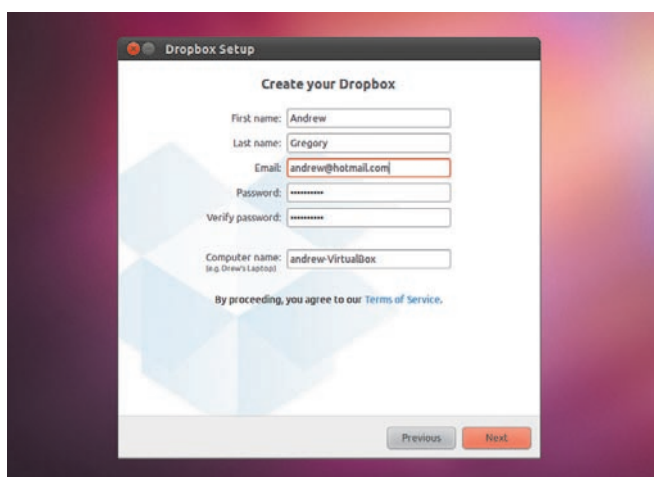 Dropbox Setup
Create your Dropbox
First name: Andrew
Last name: Gregory
Email: andrew@hotmail.com
Password: ••••••••••
Verify password: ••••••••••
Computer name: andrew-VirtualBox
(e.g. Drew's Laptop)
By proceeding, you agree to our Terms of Service.
Previous Next